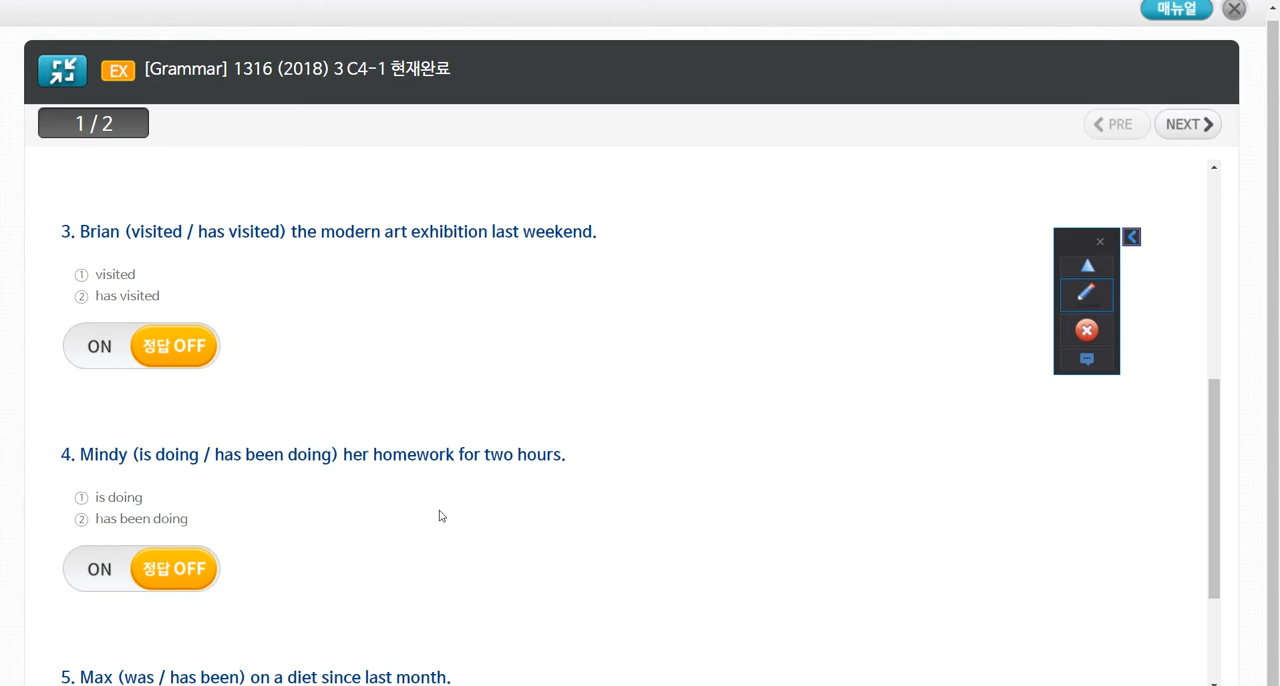 매뉴얼
EX [Grammar] 1316 (2018) 3 C4-1 현재완료
1 / 2
PRE
NEXT
3. Brian (visited / has visited) the modern art exhibition last weekend.
① visited
② has visited
ON 정답 OFF
4. Mindy (is doing / has been doing) her homework for two hours.
① is doing
② has been doing
ON 정답 OFF
5. Max (was / has been) on a diet since last month.